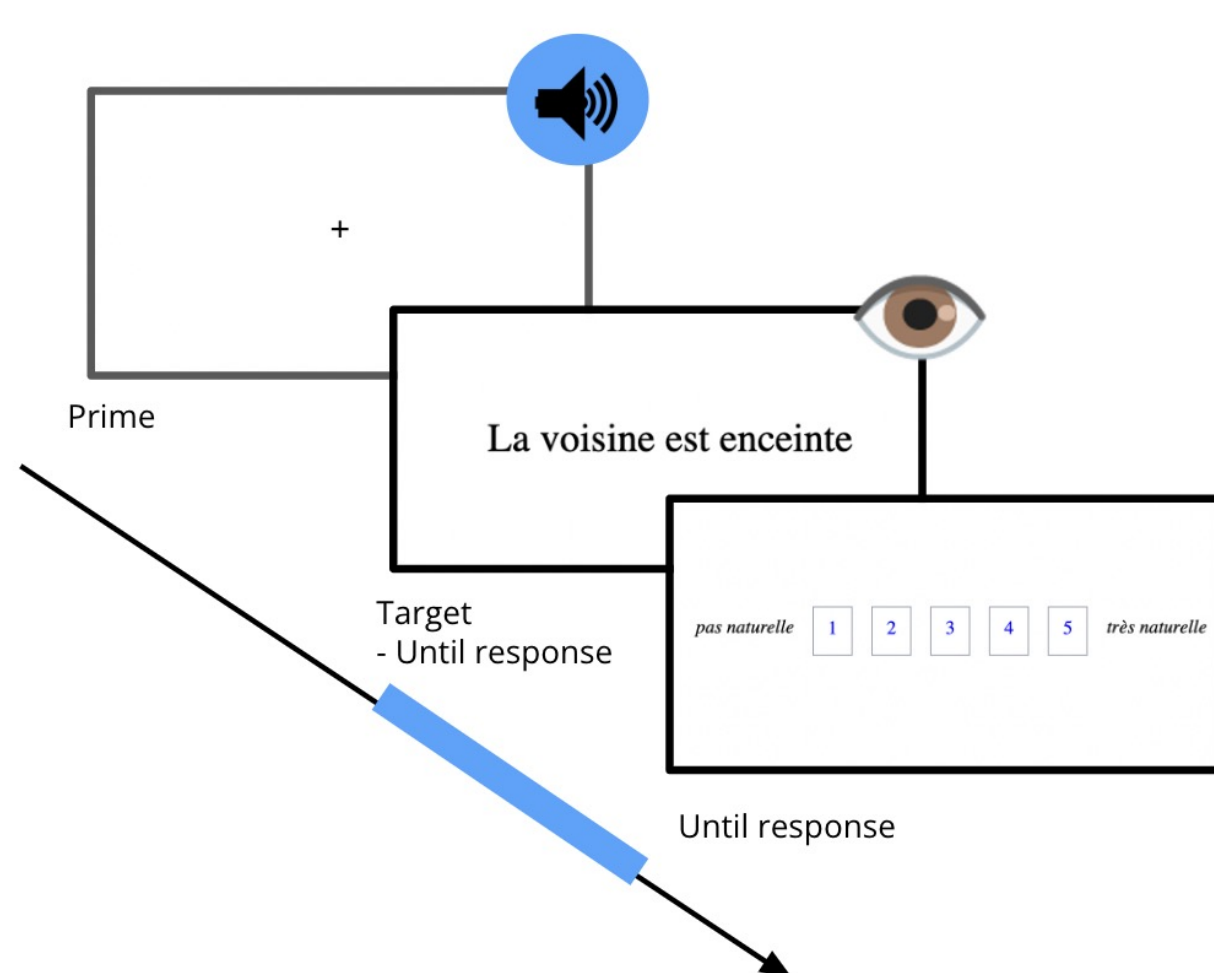 +
Prime
La voisine est enceinte
Target
- Until response
pas naturelle 1 2 3 4 5 très naturelle
Until response